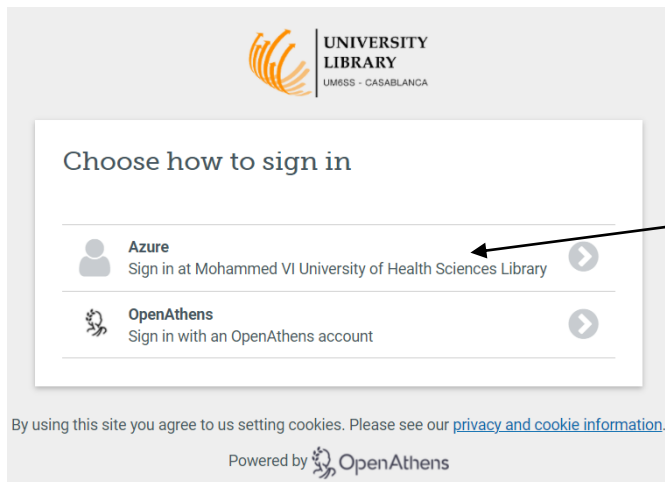 UNIVERSITY
LIBRARY
UM6SS - CASABLANCA
Choose how to sign in
Azure
Sign in at Mohammed VI University of Health Sciences Library
OpenAthens
Sign in with an OpenAthens account
By using this site you agree to us setting cookies. Please see our privacy and cookie information.
Powered by OpenAthens